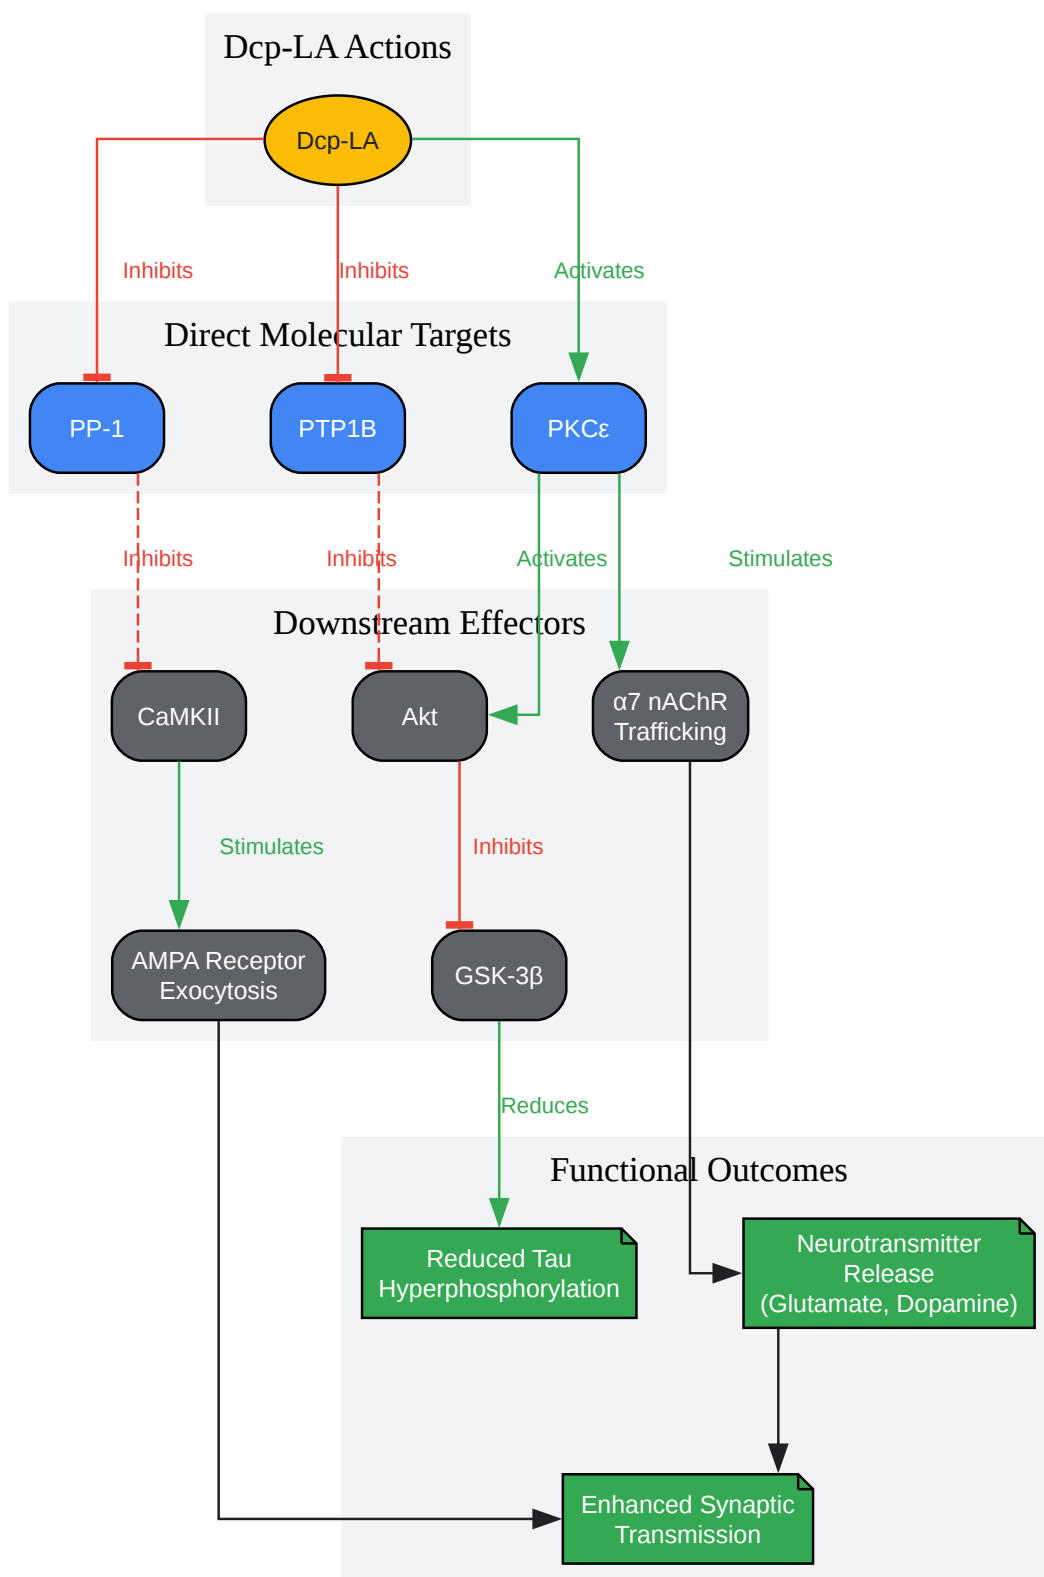 Dcp-LA Actions
Dcp-LA
Inhibits
Inhibits
Activates
Direct Molecular Targets
PP-1
PTP1B
PKCε
Inhibits
Inhibits
Activates
Stimulates
Downstream Effectors
CaMKII
Akt
α7 nAChR
Trafficking
Stimulates
Inhibits
AMPA Receptor
Exocytosis
GSK-3β
Reduces
Functional Outcomes
Reduced Tau
Hyperphosphorylation
Neurotransmitter
Release
(Glutamate, Dopamine)
Enhanced Synaptic
Transmission